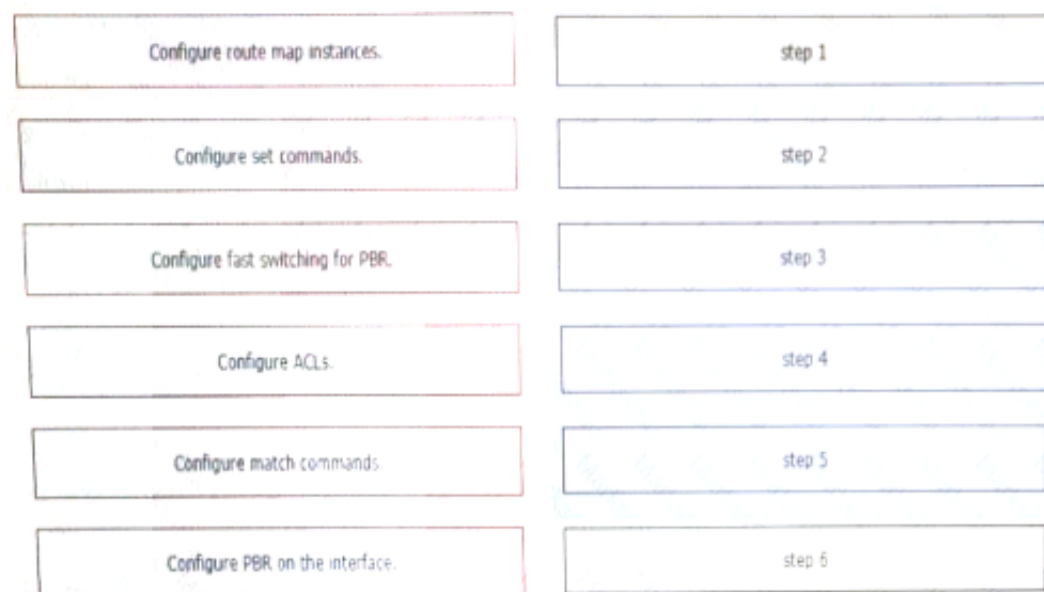 Configure route map instances.
step 1
Configure set commands.
step 2
Configure fast switching for PBR.
step 3
Configure ACLs.
step 4
Configure match commands.
step 5
Configure PBR on the interface.
step 6